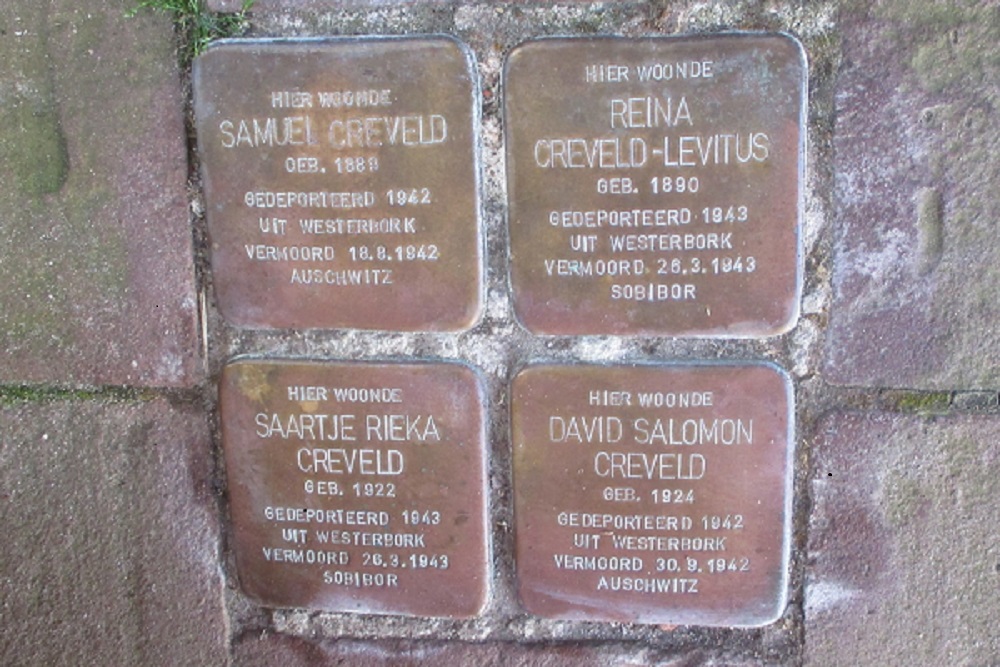 HIER WOONDE
SAMUEL CREVELD
GEB. 1889
GEDEPORTEERD 1942
UIT WESTERBORK
VERMOORD 18.8.1942
AUSCHWITZ
HIER WOONDE
REINA
CREVELD-LEVITUS
GEB. 1890
GEDEPORTEERD 1943
UIT WESTERBORK
VERMOORD 26.3.1943
SOBIBOR
HIER WOONDE
SAARTJE RIEKA
CREVELD
GEB. 1922
GEDEPORTEERD 1943
UIT WESTERBORK
VERMOORD 26.3.1943
SOBIBOR
HIER WOONDE
DAVID SALOMON
CREVELD
GEB. 1924
GEDEPORTEERD 1942
UIT WESTERBORK
VERMOORD 30.9.1942
AUSCHWITZ